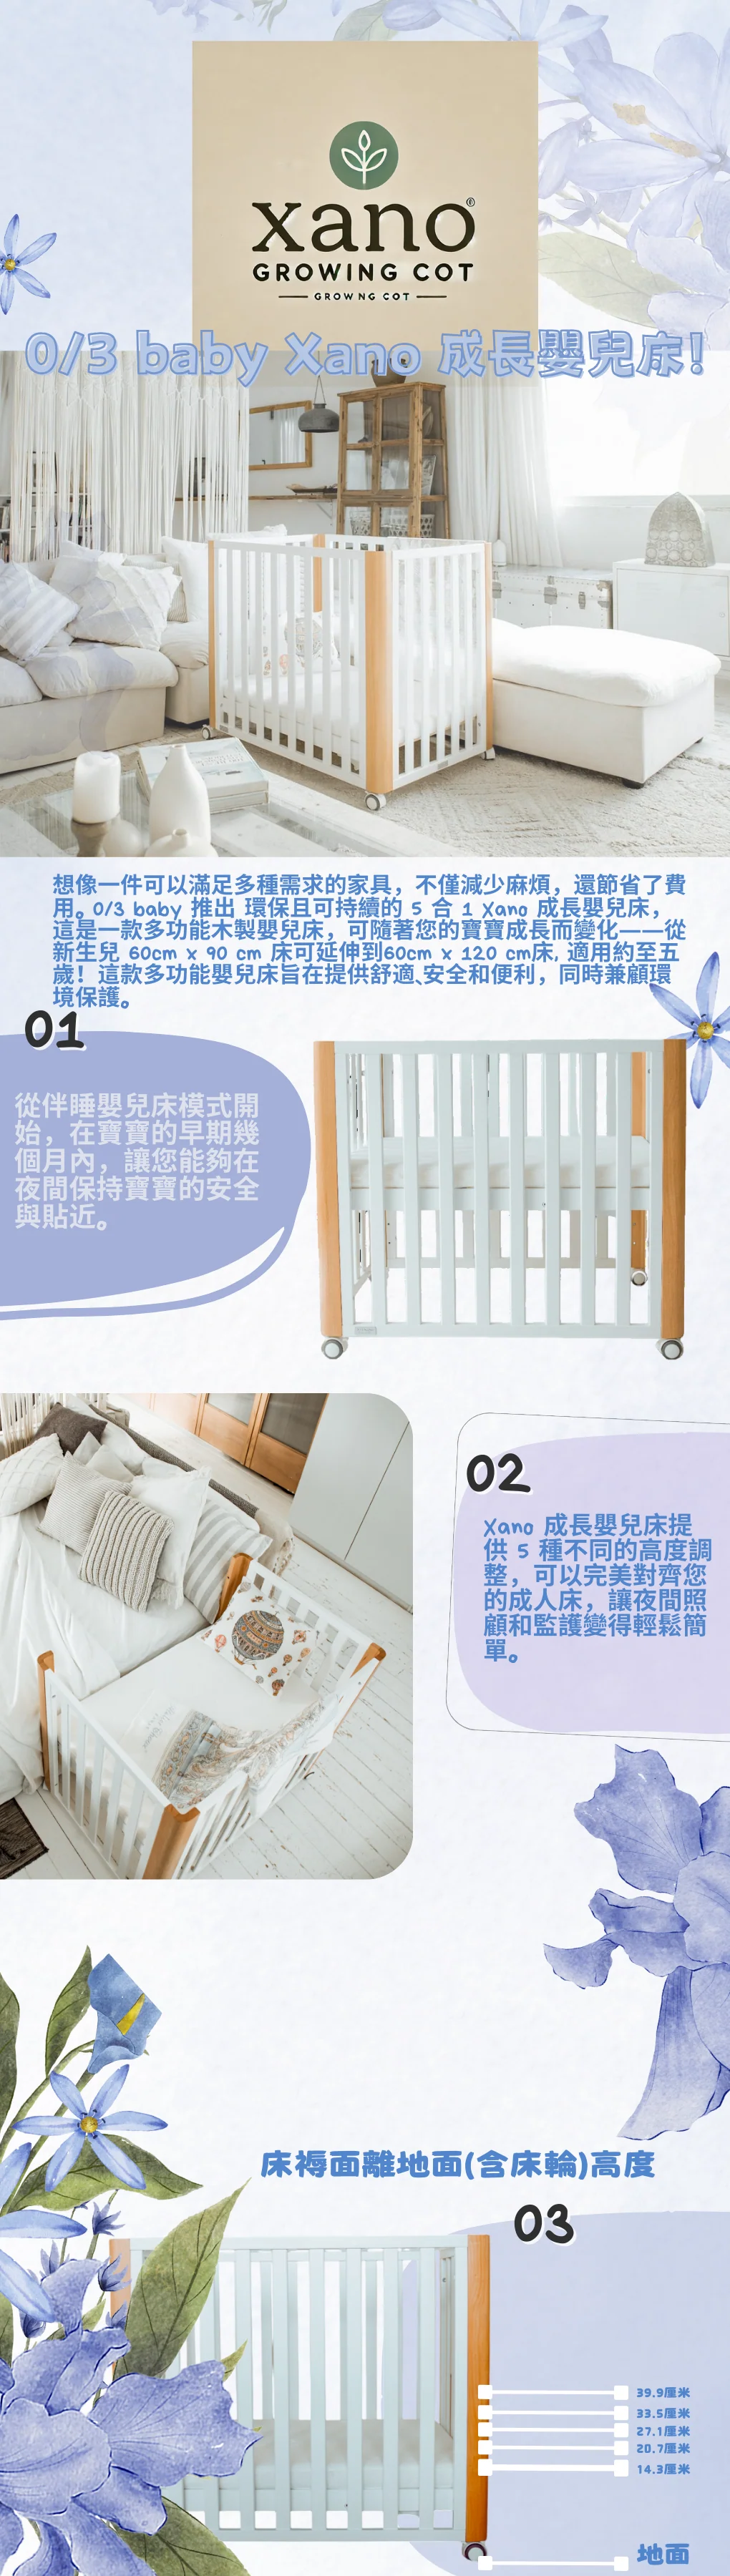 xano®
GROWING COT
GROWNG COT
0/3 baby Xano 成長嬰兒床!
想像一件可以滿足多種需求的家具，不僅減少麻煩，還節省了費
用。0/3 baby 推出 環保且可持續的 5 合 1 Xano 成長嬰兒床，
這是一款多功能木製嬰兒床，可隨著您的寶寶成長而變化——從
新生兒 60cm x 90 cm 床可延伸到60cm x 120 cm床, 適用約至五
歲！這款多功能嬰兒床旨在提供舒適、安全和便利，同時兼顧環
境保護。
01
從伴睡嬰兒床模式開
始，在寶寶的早期幾
個月內，讓您能夠在
夜間保持寶寶的安全
與貼近。
02
Xano 成長嬰兒床提
供 5 種不同的高度調
整，可以完美對齊您
的成人床，讓夜間照
顧和監護變得輕鬆簡
單。
床褥面離地面(含床輪)高度
03
39.9厘米
33.5厘米
27.1厘米
20.7厘米
14.3厘米
地面